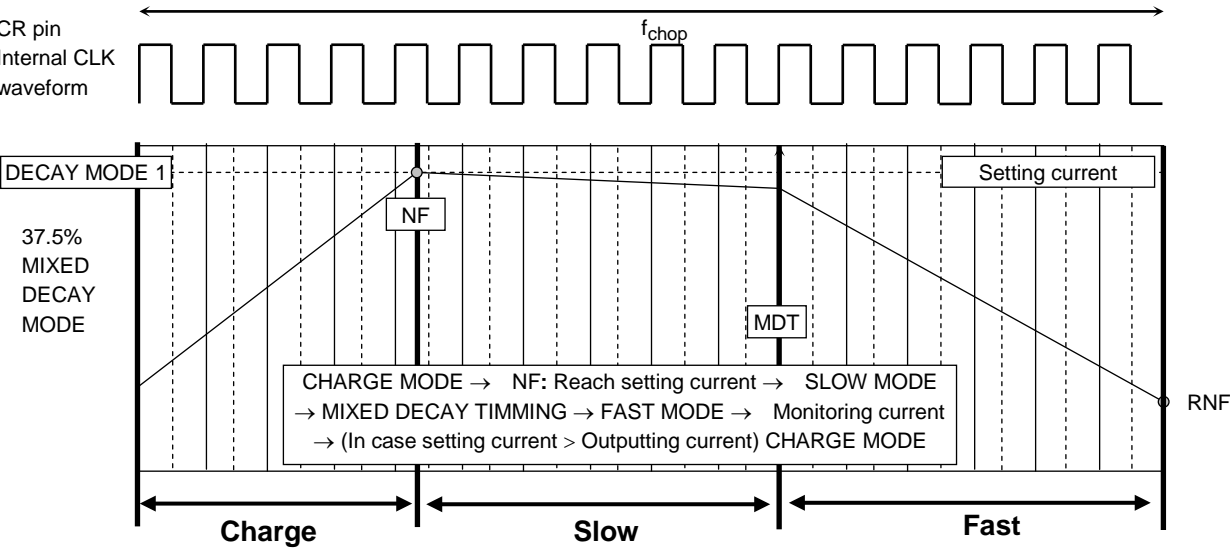 CR pin
Internal CLK
waveform
fchop
DECAY MODE 1
Setting current
NF
37.5%
MIXED
DECAY
MODE
MDT
CHARGE MODE → NF: Reach setting current → SLOW MODE
→ MIXED DECAY TIMMING → FAST MODE → Monitoring current
→ (In case setting current > Outputting current) CHARGE MODE
RNF
Charge
Slow
Fast